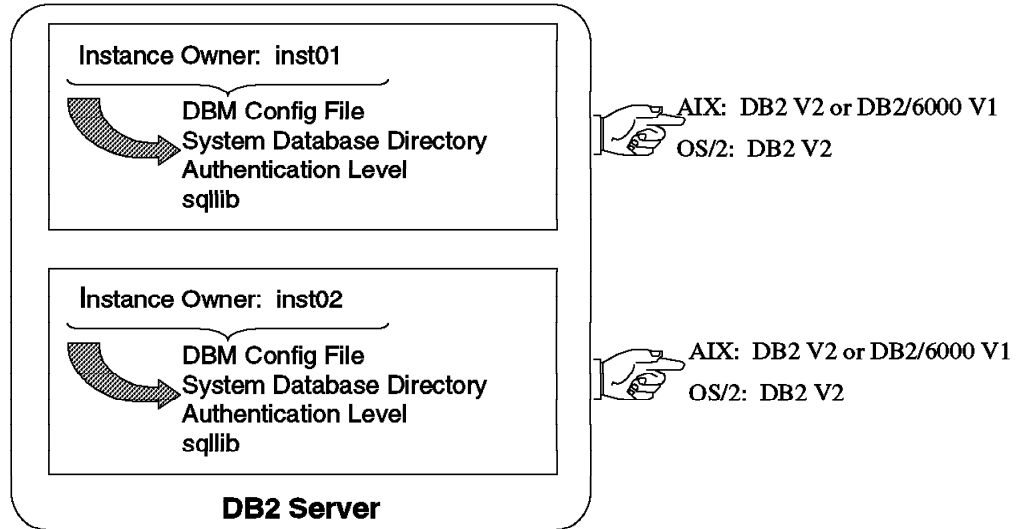 Instance Owner: inst01
DBM Config File
System Database Directory
Authentication Level
sqllib
AIX: DB2 V2 or DB2/6000 V1
OS/2: DB2 V2
Instance Owner: inst02
DBM Config File
System Database Directory
Authentication Level
sqllib
AIX: DB2 V2 or DB2/6000 V1
OS/2: DB2 V2
DB2 Server